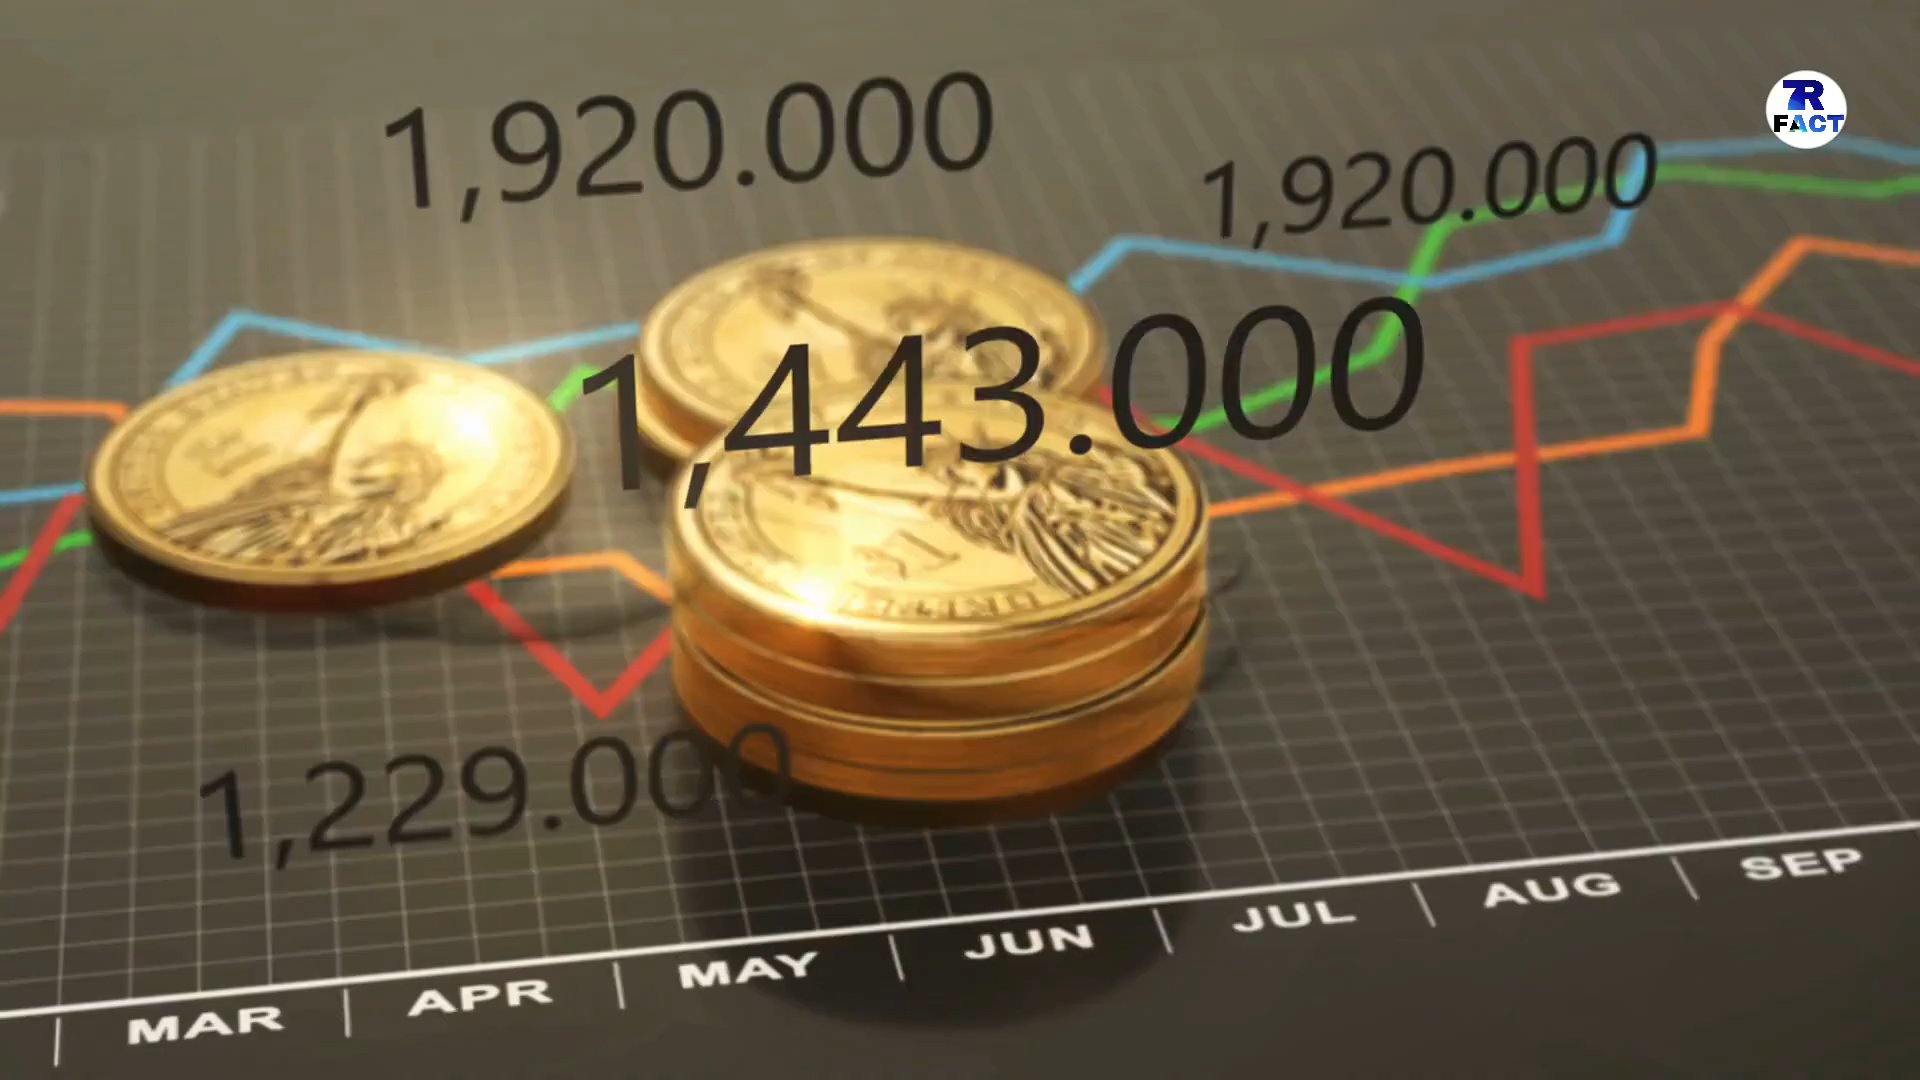 1,920.000
7R
FACT
1,920.000
1,443.000
$1
1,229.000
MAR
APR
MAY
JUN
JUL
AUG
SEP